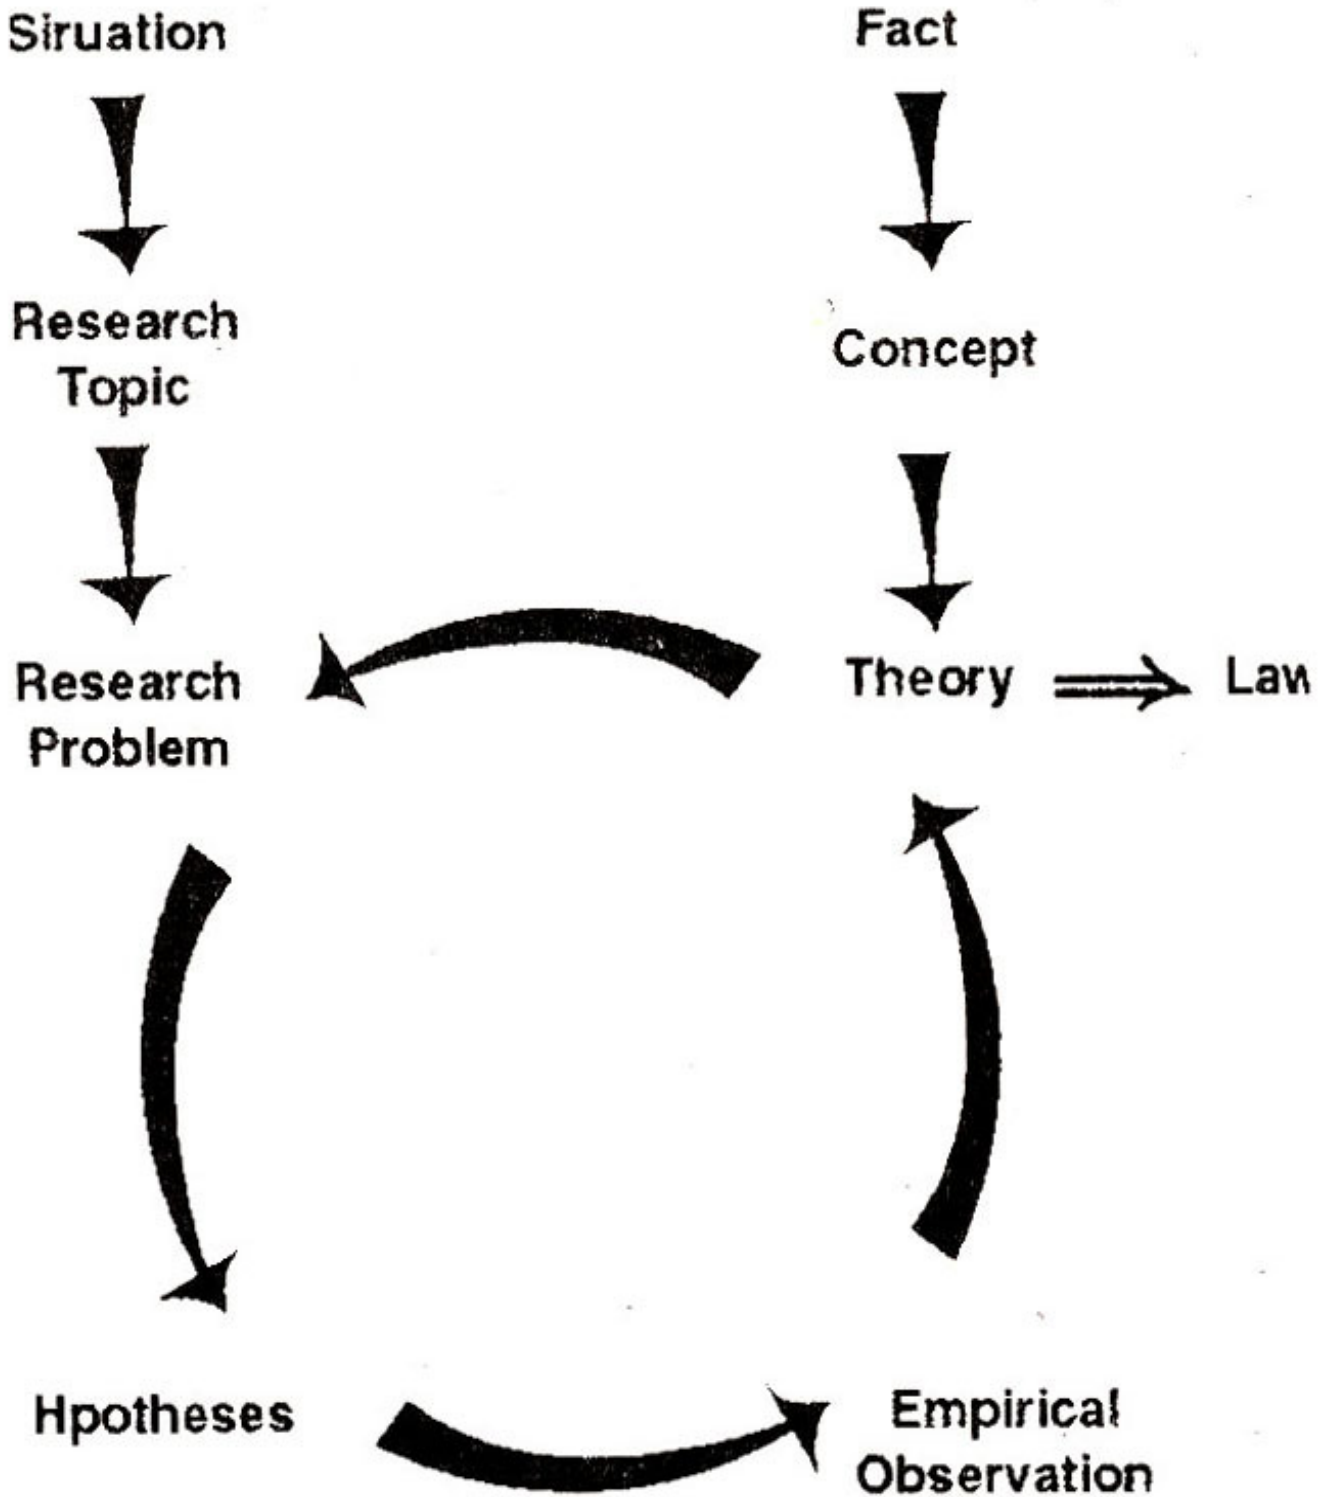 Siruation
Fact
Research
Topic
Concept
Research
Problem
Theory
Law
Hpotheses
Empirical
Observation